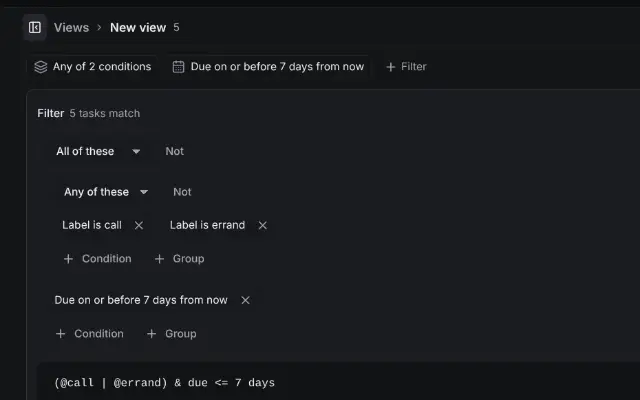 Views › New view 5
Any of 2 conditions Due on or before 7 days from now + Filter
Filter 5 tasks match
All of these Not
Any of these Not
Label is call × Label is errand ×
+ Condition + Group
Due on or before 7 days from now ×
+ Condition + Group
(@call | @errand) & due <= 7 days